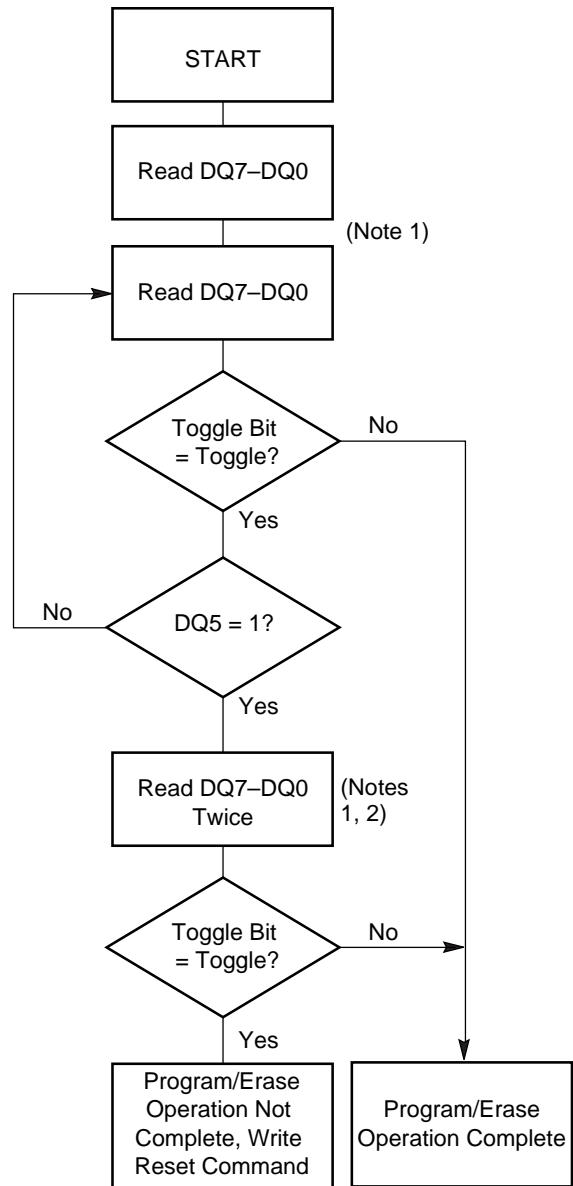 START
Read DQ7–DQ0
(Note 1)
Read DQ7–DQ0
Toggle Bit
= Toggle?
No
Yes
No
DQ5 = 1?
Yes
Read DQ7–DQ0
Twice
(Notes
1, 2)
Toggle Bit
= Toggle?
No
Yes
Program/Erase
Operation Not
Complete, Write
Reset Command
Program/Erase
Operation Complete